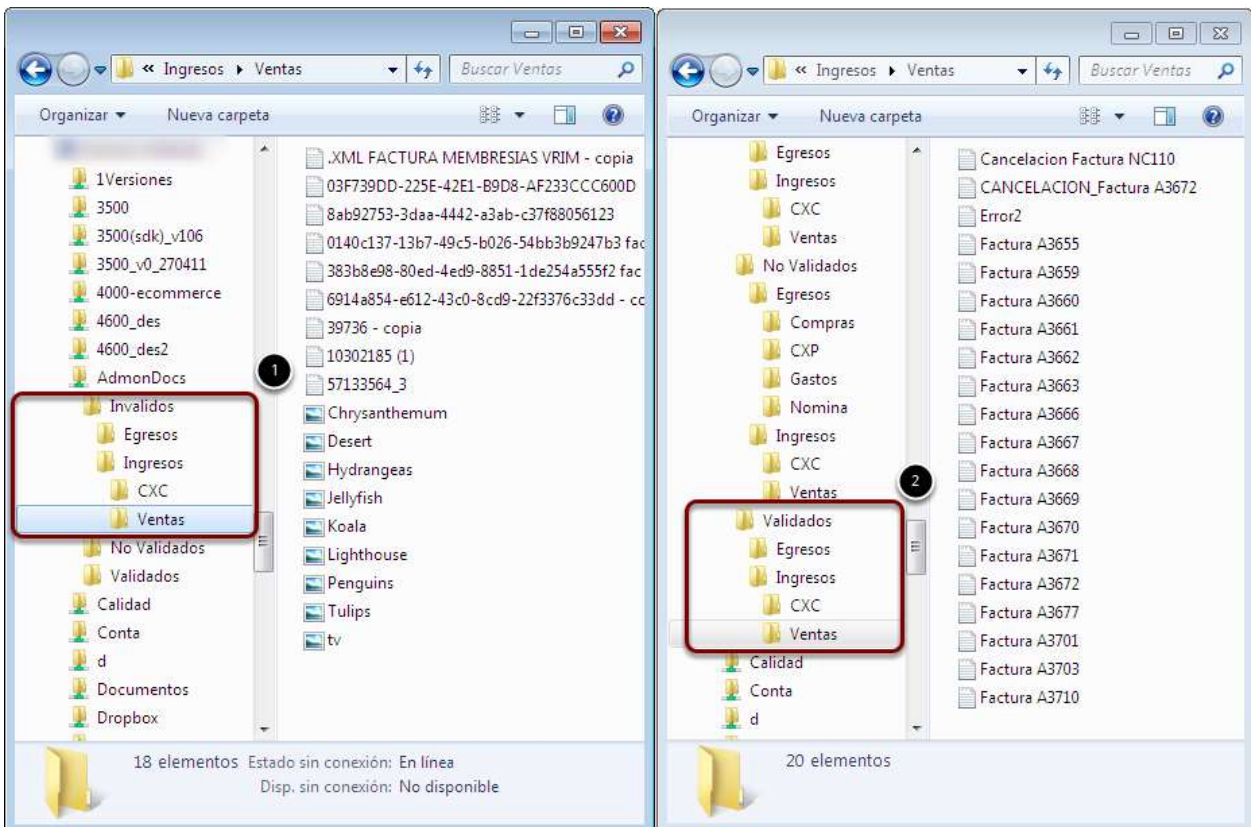 « Ingresos ▸ Ventas
Buscar Ventas
Organizar
Nueva carpeta
1Versiones
3500
3500(sdk)_v106
3500_v0_270411
4000-ecommerce
4600_des
4600_des2
AdmonDocs
1
Invalidos
Egresos
Ingresos
CXC
Ventas
No Validados
Validados
Calidad
Conta
d
Documentos
Dropbox
.XML FACTURA MEMBRESIAS VRIM - copia
03F739DD-225E-42E1-B9D8-AF233CCC600D
8ab92753-3daa-4442-a3ab-c37f88056123
0140c137-13b7-49c5-b026-54bb3b9247b3 fac
383b8e98-80ed-4ed9-8851-1de254a555f2 fac
6914a854-e612-43c0-8cd9-22f3376c33dd - co
39736 - copia
10302185 (1)
57133564_3
Chrysanthemum
Desert
Hydrangeas
Jellyfish
Koala
Lighthouse
Penguins
Tulips
tv
18 elementos Estado sin conexión: En línea
Disp. sin conexión: No disponible
« Ingresos ▸ Ventas
Buscar Ventas
Organizar
Nueva carpeta
Egresos
Ingresos
CXC
Ventas
No Validados
Egresos
Compras
CXP
Gastos
Nomina
Ingresos
CXC
Ventas
2
Validados
Egresos
Ingresos
CXC
Ventas
Calidad
Conta
d
Cancelacion Factura NC110
CANCELACION_Factura A3672
Error2
Factura A3655
Factura A3659
Factura A3660
Factura A3661
Factura A3662
Factura A3663
Factura A3666
Factura A3667
Factura A3668
Factura A3669
Factura A3670
Factura A3671
Factura A3672
Factura A3677
Factura A3701
Factura A3703
Factura A3710
20 elementos